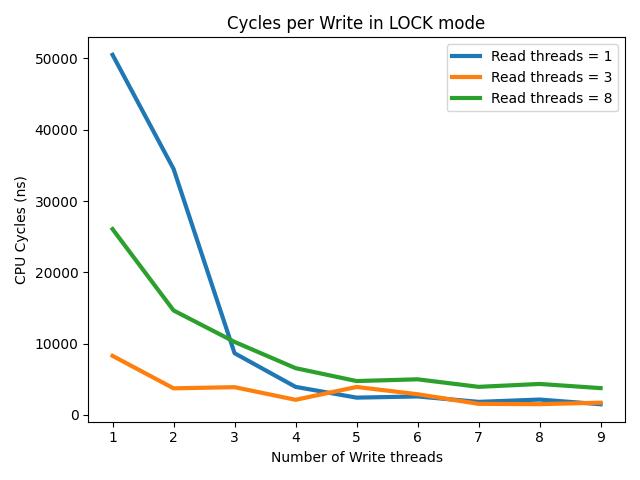 Cycles per Write in LOCK mode
Read threads = 1
Read threads = 3
Read threads = 8
CPU Cycles (ns)
50000
40000
30000
20000
10000
0
1 2 3 4 5 6 7 8 9
Number of Write threads